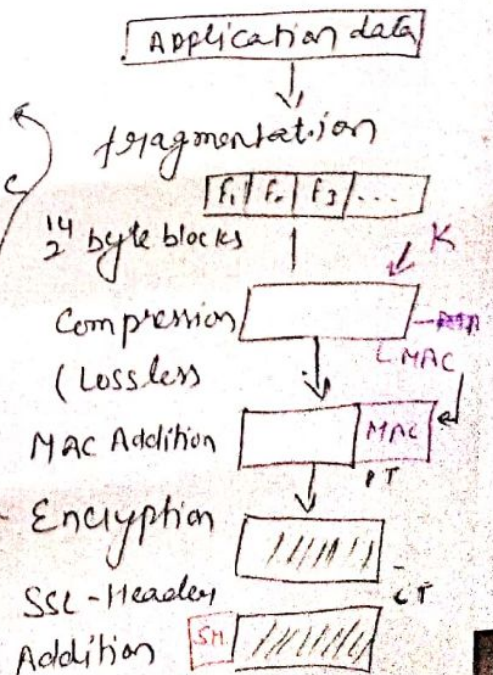 Application data
fragmentation
f1 f2 f3 ....
2^14 byte blocks
K
Compression
(Lossless
MAC
MAC Addition
MAC
PT
Encryption
CT
SSL-Header
Addition
SH